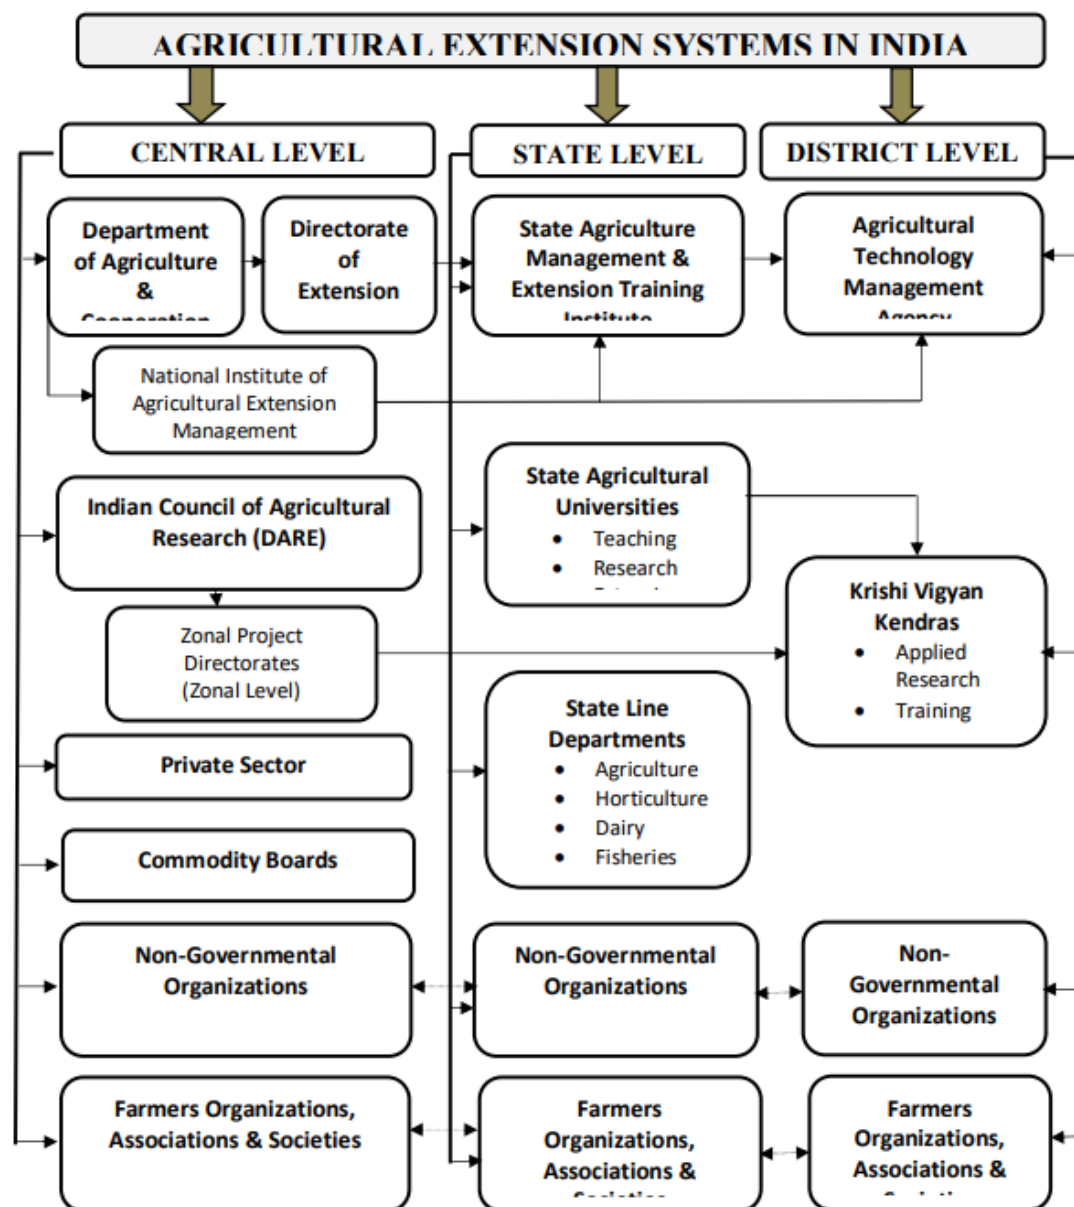 AGRICULTURAL EXTENSION SYSTEMS IN INDIA
CENTRAL LEVEL
STATE LEVEL
DISTRICT LEVEL
Department
of Agriculture
&
Cooperation
Directorate
of
Extension
State Agriculture
Management &
Extension Training
Institute
Agricultural
Technology
Management
Agency
National Institute of
Agricultural Extension
Management
Indian Council of Agricultural
Research (DARE)
Zonal Project
Directorates
(Zonal Level)
State Agricultural
Universities
• Teaching
• Research
Krishi Vigyan
Kendras
• Applied
Research
• Training
State Line
Departments
• Agriculture
• Horticulture
• Dairy
• Fisheries
Private Sector
Commodity Boards
Non-Governmental
Organizations
Non-Governmental
Organizations
Non-
Governmental
Organizations
Farmers Organizations,
Associations & Societies
Farmers
Organizations,
Associations &
Societies
Farmers
Organizations,
Associations &